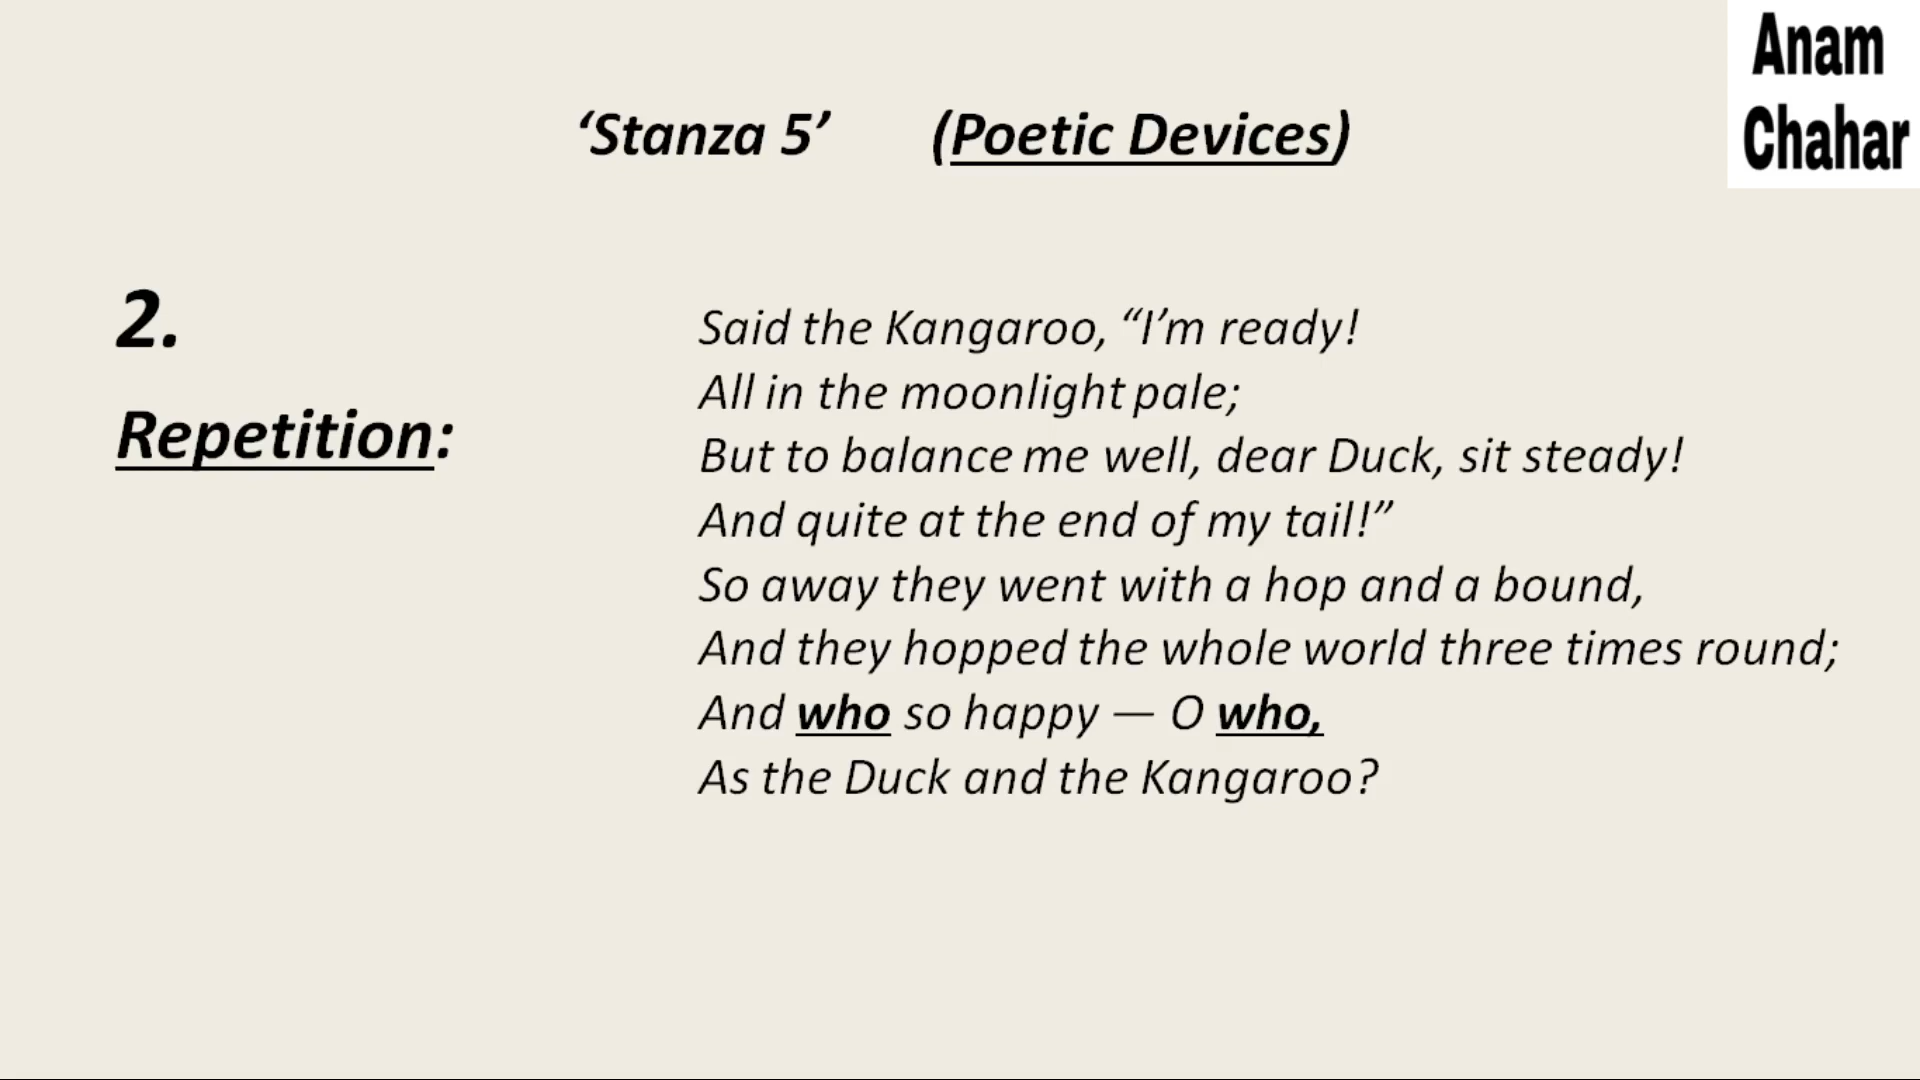 Anam
Chahar
‘Stanza 5’ (Poetic Devices)
2.
Repetition:
Said the Kangaroo, “I’m ready!
All in the moonlight pale;
But to balance me well, dear Duck, sit steady!
And quite at the end of my tail!”
So away they went with a hop and a bound,
And they hopped the whole world three times round;
And who so happy — O who,
As the Duck and the Kangaroo?